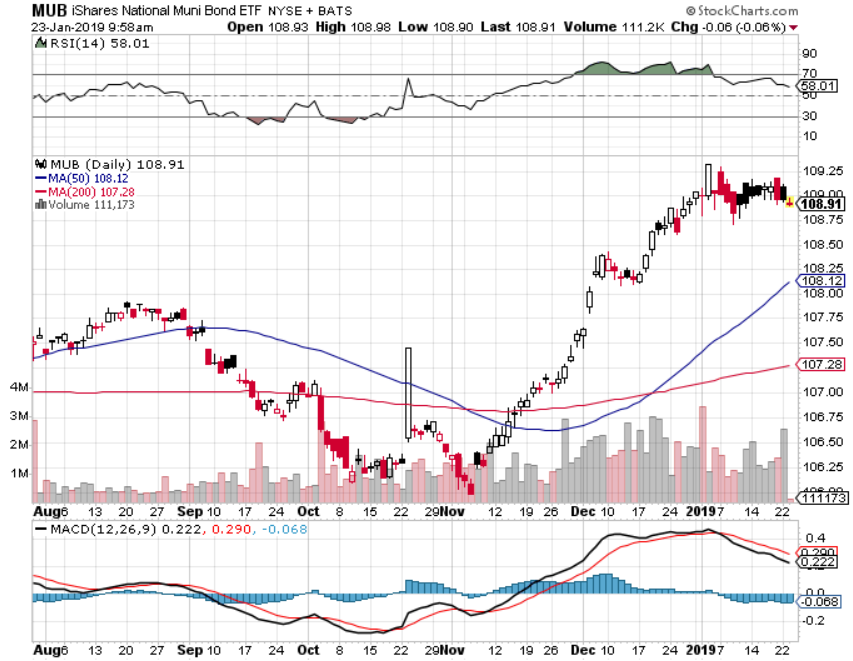 MUB iShares National Muni Bond ETF NYSE + BATS © StockCharts.com
23-Jan-2019 9:58am Open 108.93 High 108.98 Low 108.90 Last 108.91 Volume 111.2K Chg -0.06 (-0.06%)
RSI(14) 58.01
90
70
58.01
50
30
10
MUB (Daily) 108.91
MA(50) 108.12
MA(200) 107.28
Volume 111,173
109.25
109.00
108.91
108.75
108.50
108.25
108.12
108.00
107.75
107.50
107.28
107.00
106.75
106.50
106.25
106.00
111173
4M
3M
2M
1M
Aug 6 13 20 27 Sep 10 17 24 Oct 8 15 22 29 Nov 12 19 26 Dec 10 17 24 2019 7 14 22
MACD(12,26,9) 0.222, 0.290, -0.068
0.4
0.290
0.222
0.0
-0.068
-0.2
Aug 6 13 20 27 Sep 10 17 24 Oct 8 15 22 29 Nov 12 19 26 Dec 10 17 24 2019 7 14 22